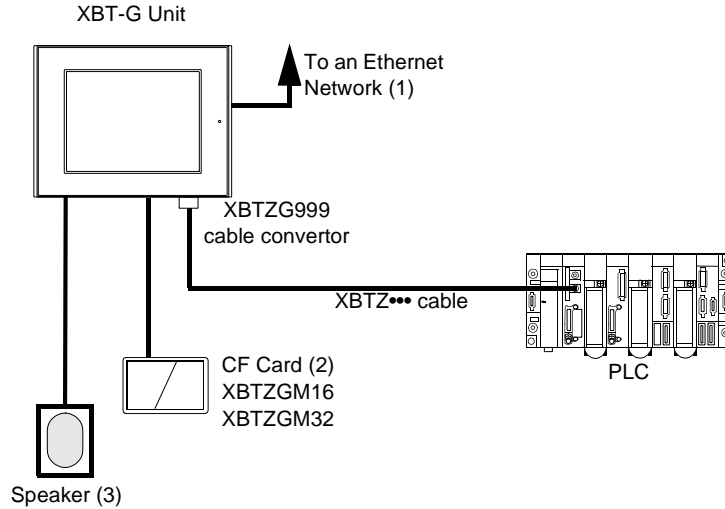 XBT-G Unit
To an Ethernet
Network (1)
XBTZG999
cable convertor
XBTZ••• cable
PLC
CF Card (2)
XBTZGM16
XBTZGM32
Speaker (3)